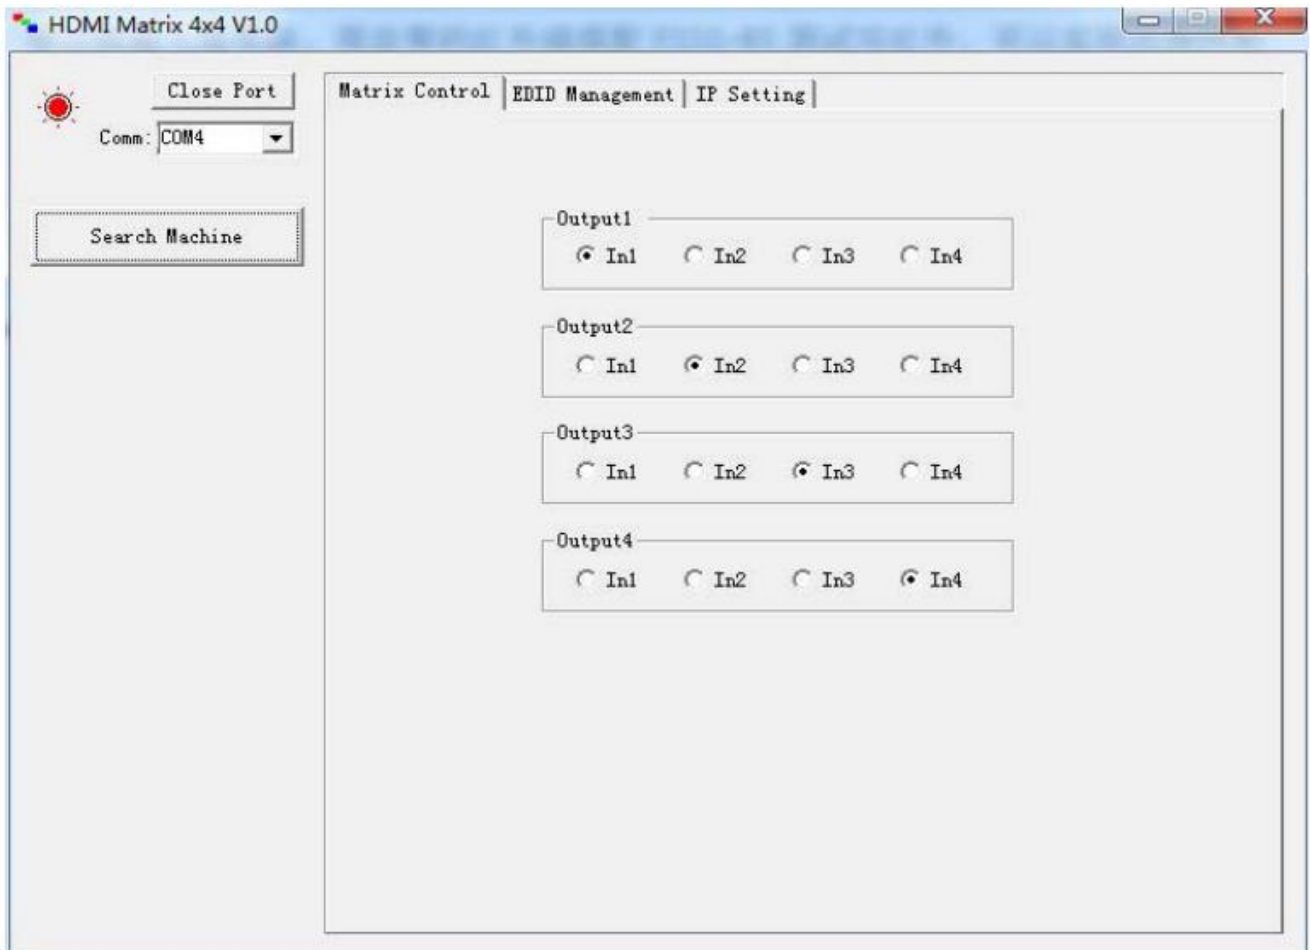 HDMI Matrix 4x4 V1.0
Close Port
Comm: COM4
Search Machine
Matrix Control EDID Management IP Setting
Output1
In1 In2 In3 In4
Output2
In1 In2 In3 In4
Output3
In1 In2 In3 In4
Output4
In1 In2 In3 In4